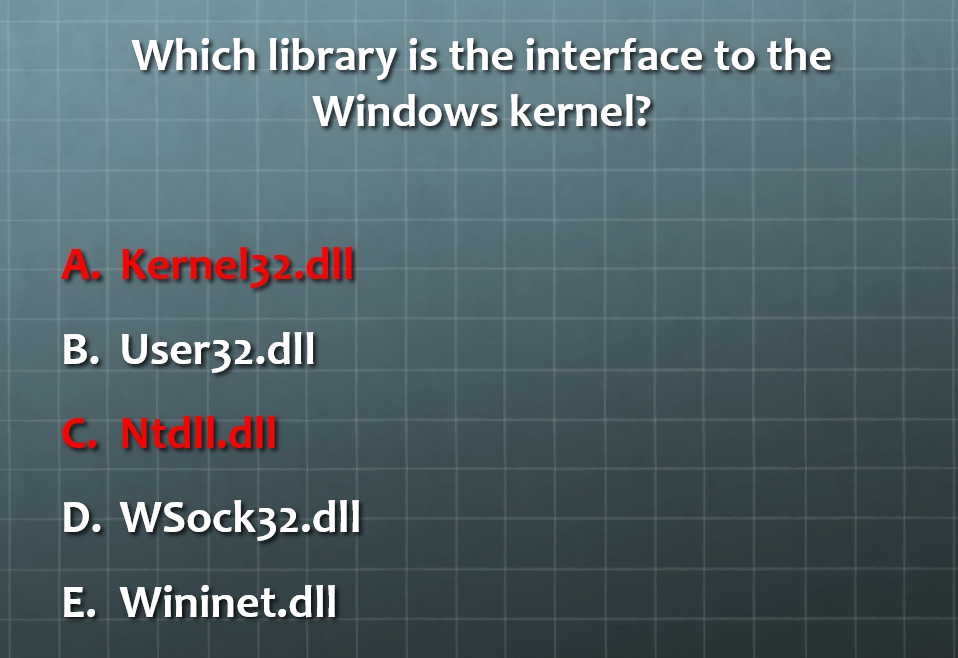 Which library is the interface to the
Windows kernel?
A. Kernel32.dll
B. User32.dll
C. Ntdll.dll
D. WSock32.dll
E. Wininet.dll